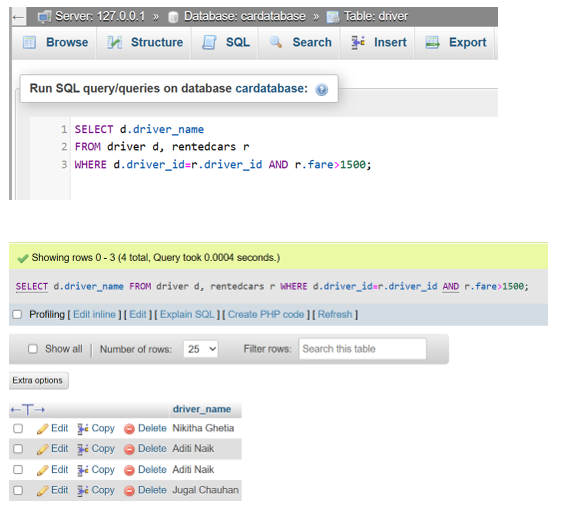 Server: 127.0.0.1 » Database: cardatabase » Table: driver
Browse Structure SQL Search Insert Export
Run SQL query/queries on database cardatabase:
1 SELECT d.driver_name
2 FROM driver d, rentedcars r
3 WHERE d.driver_id=r.driver_id AND r.fare>1500;
Showing rows 0 - 3 (4 total, Query took 0.0004 seconds.)
SELECT d.driver_name FROM driver d, rentedcars r WHERE d.driver_id=r.driver_id AND r.fare>1500;
Profiling [ Edit inline ] [ Edit ] [ Explain SQL ] [ Create PHP code ] [ Refresh ]
Show all | Number of rows: 25 Filter rows: Search this table
Extra options
←T→ driver_name
Edit Copy Delete Nikitha Ghetia
Edit Copy Delete Aditi Naik
Edit Copy Delete Aditi Naik
Edit Copy Delete Jugal Chauhan